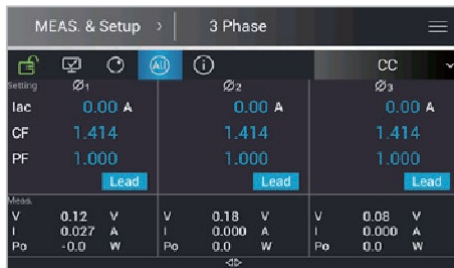 MEAS. & Setup > 3 Phase
All i CC
Setting Ø1 Ø2 Ø3
Iac 0.00 A 0.00 A 0.00 A
CF 1.414 1.414 1.414
PF 1.000 1.000 1.000
Lead Lead Lead
Meas.
V 0.12 V V 0.18 V V 0.08 V
I 0.027 A I 0.000 A I 0.000 A
Po -0.0 W Po 0.0 W Po 0.0 W